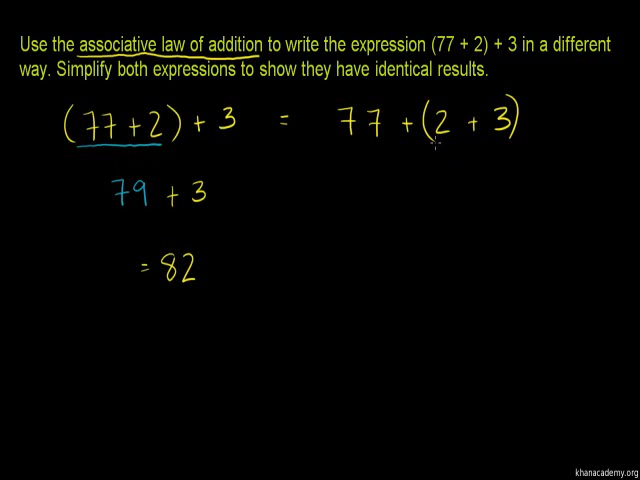 Use the associative law of addition to write the expression (77 + 2) + 3 in a different
way. Simplify both expressions to show they have identical results.
(77 + 2) + 3 = 77 + (2 + 3)
79 + 3
= 82
khanacademy.org